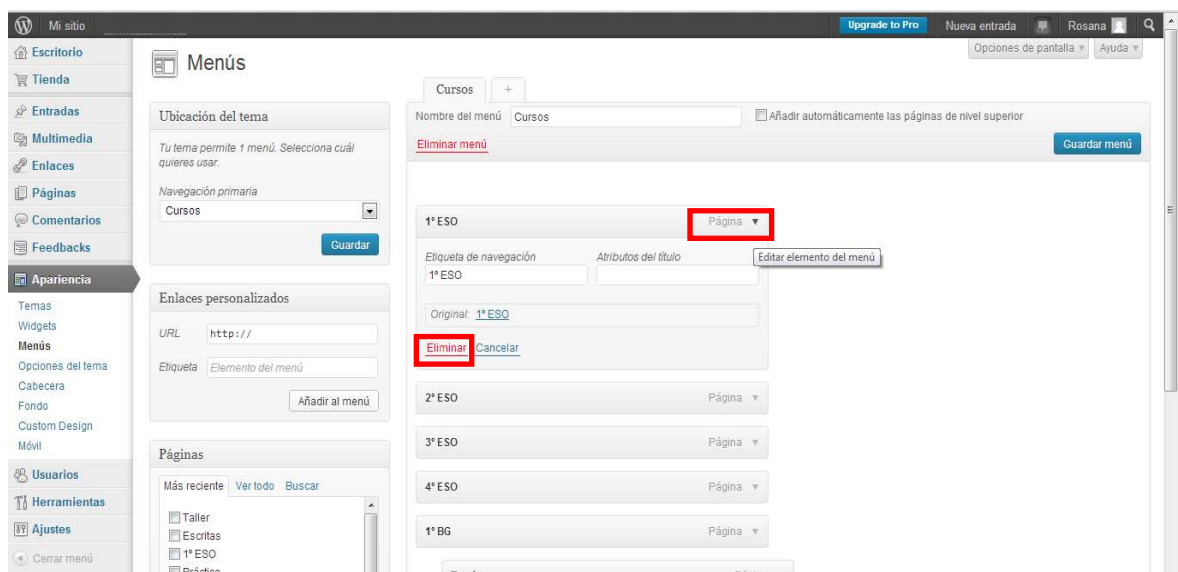 Mi sitio
Upgrade to Pro
Nueva entrada
Rosana
Opciones de pantalla
Ayuda
Escritorio
Tienda
Entradas
Multimedia
Enlaces
Páginas
Comentarios
Feedbacks
Apariencia
Temas
Widgets
Menús
Opciones del tema
Cabecera
Fondo
Custom Design
Móvil
Usuarios
Herramientas
Ajustes
Cerrar menú
Menús
Ubicación del tema
Tu tema permite 1 menú. Selecciona cuál
quieres usar.
Navegación primaria
Cursos
Guardar
Enlaces personalizados
URL http://
Etiqueta Elemento del menú
Añadir al menú
Páginas
Más reciente Ver todo Buscar
Taller
Escritas
1º ESO
Práctica
Cursos +
Nombre del menú Cursos
Añadir automáticamente las páginas de nivel superior
Eliminar menú
Guardar menú
1º ESO Página
Editar elemento del menú
Etiqueta de navegación Atributos del título
1º ESO
Original: 1º ESO
Eliminar Cancelar
2º ESO Página
3º ESO Página
4º ESO Página
1º BG Página